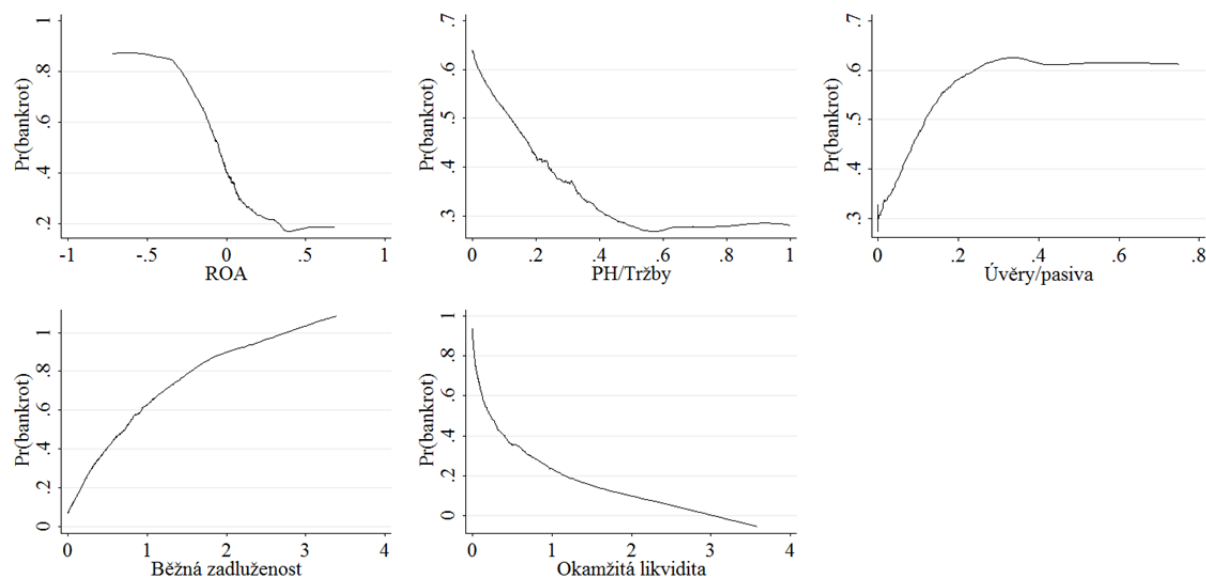 Pr(bankrot)
1
.8
.6
.4
.2
-1 -.5 0 .5 1
ROA
Pr(bankrot)
.7
.6
.5
.4
.3
0 .2 .4 .6 .8 1
PH/Tržby
Pr(bankrot)
.7
.6
.5
.4
.3
0 .2 .4 .6 .8
Úvěry/pasiva
Pr(bankrot)
1
.8
.6
.4
.2
0
0 1 2 3 4
Běžná zadluženost
Pr(bankrot)
1
.8
.6
.4
.2
0
0 1 2 3 4
Okamžitá likvidita